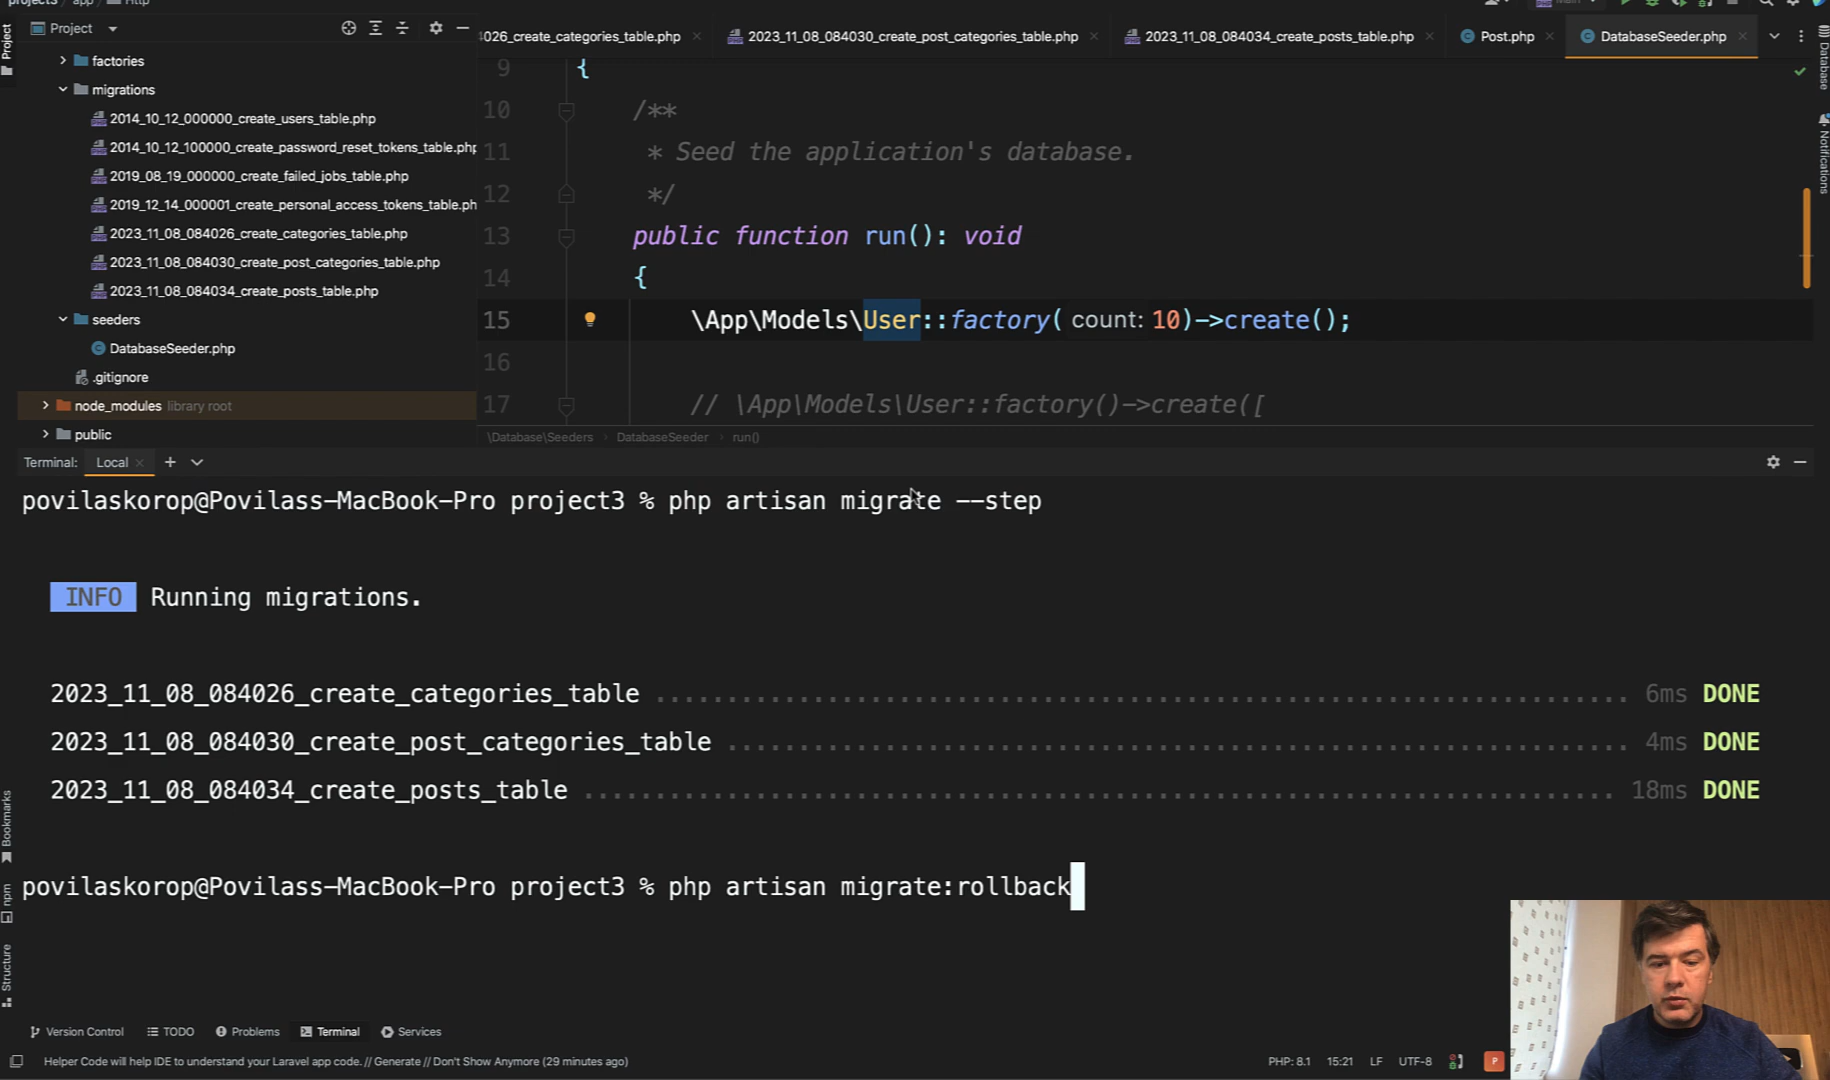 Project
factories
migrations
2014_10_12_000000_create_users_table.php
2014_10_12_100000_create_password_reset_tokens_table.php
2019_08_19_000000_create_failed_jobs_table.php
2019_12_14_000001_create_personal_access_tokens_table.ph
2023_11_08_084026_create_categories_table.php
2023_11_08_084030_create_post_categories_table.php
2023_11_08_084034_create_posts_table.php
seeders
DatabaseSeeder.php
.gitignore
node_modules library root
public
026_create_categories_table.php 2023_11_08_084030_create_post_categories_table.php 2023_11_08_084034_create_posts_table.php Post.php DatabaseSeeder.php
9 {
10 /**
11 * Seed the application's database.
12 */
13 public function run(): void
14 {
15 \App\Models\User::factory( count: 10)->create();
16
17 // \App\Models\User::factory()->create([
\Database\Seeders › DatabaseSeeder › run()
Project
Database
Notifications
Terminal: Local
povilaskorop@Povilass-MacBook-Pro project3 % php artisan migrate --step
INFO Running migrations.
2023_11_08_084026_create_categories_table 6ms DONE
2023_11_08_084030_create_post_categories_table 4ms DONE
2023_11_08_084034_create_posts_table 18ms DONE
povilaskorop@Povilass-MacBook-Pro project3 % php artisan migrate:rollback
Bookmarks
npm
Structure
Version Control TODO Problems Terminal Services
Helper Code will help IDE to understand your Laravel app code. // Generate // Don't Show Anymore (29 minutes ago)
PHP: 8.1 15:21 LF UTF-8 P